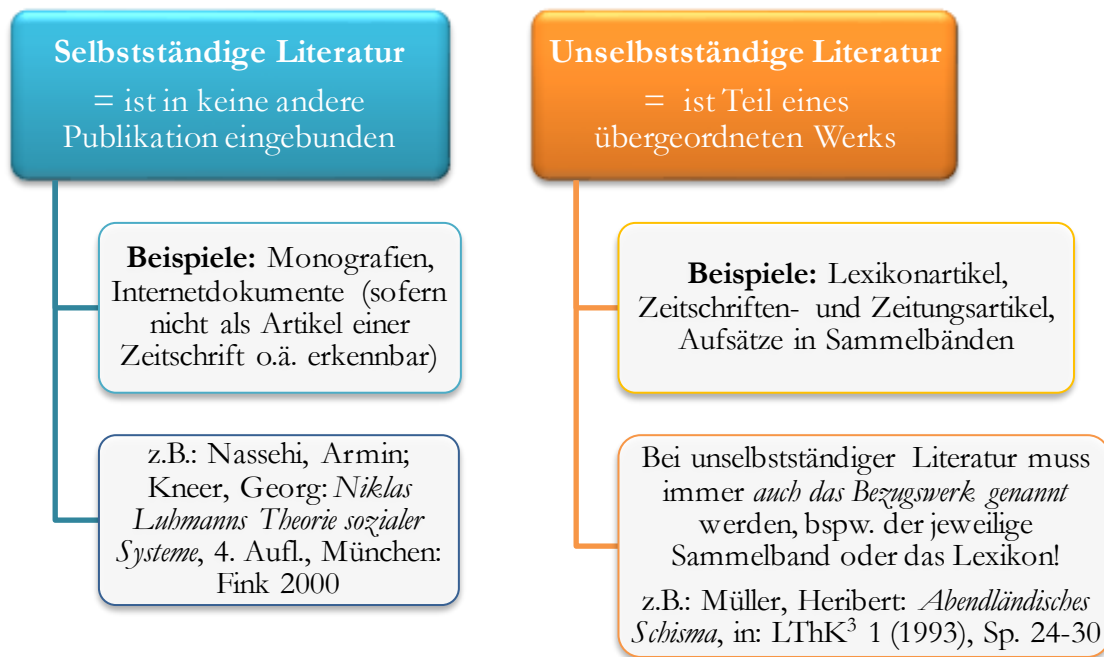 Selbstständige Literatur
= ist in keine andere
Publikation eingebunden
Beispiele: Monografien,
Internetdokumente (sofern
nicht als Artikel einer
Zeitschrift o.ä. erkennbar)
z.B.: Nassehi, Armin;
Kneer, Georg: Niklas
Luhmanns Theorie sozialer
Systeme, 4. Aufl., München:
Fink 2000
Unselbstständige Literatur
= ist Teil eines
übergeordneten Werks
Beispiele: Lexikonartikel,
Zeitschriften- und Zeitungsartikel,
Aufsätze in Sammelbänden
Bei unselbstständiger Literatur muss
immer auch das Bezugswerk genannt
werden, bspw. der jeweilige
Sammelband oder das Lexikon!
z.B.: Müller, Heribert: Abendländisches
Schisma, in: LThK³ 1 (1993), Sp. 24-30